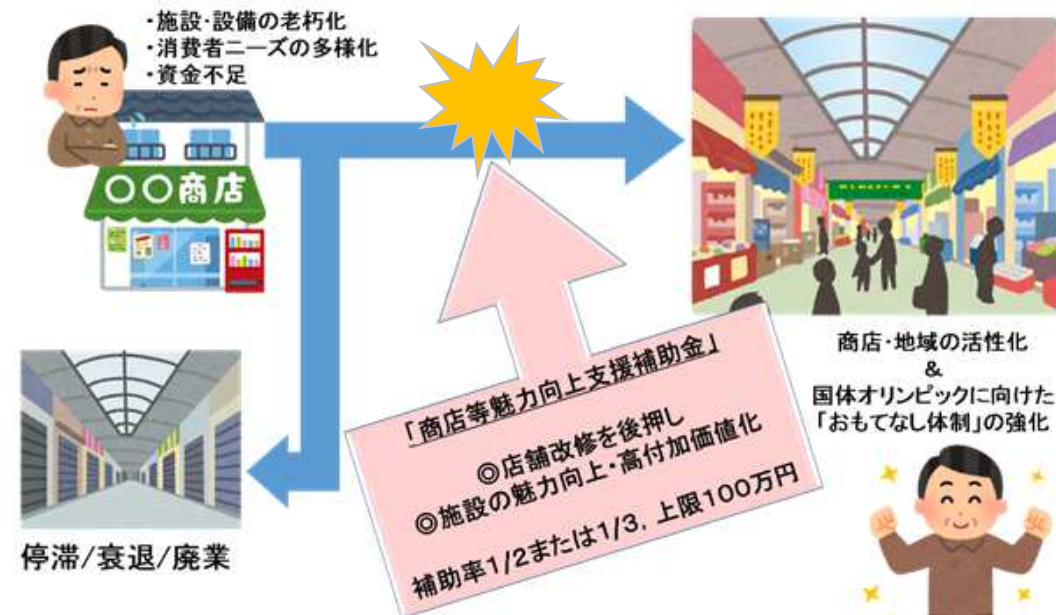 ・施設・設備の老朽化
・消費者ニーズの多様化
・資金不足
〇〇商店
停滞/衰退/廃業
「商店等魅力向上支援補助金」
◎店舗改修を後押し
◎施設の魅力向上・高付加価値化
補助率1/2または1/3，上限100万円
商店・地域の活性化
&
国体オリンピックに向けた
「おもてなし体制」の強化